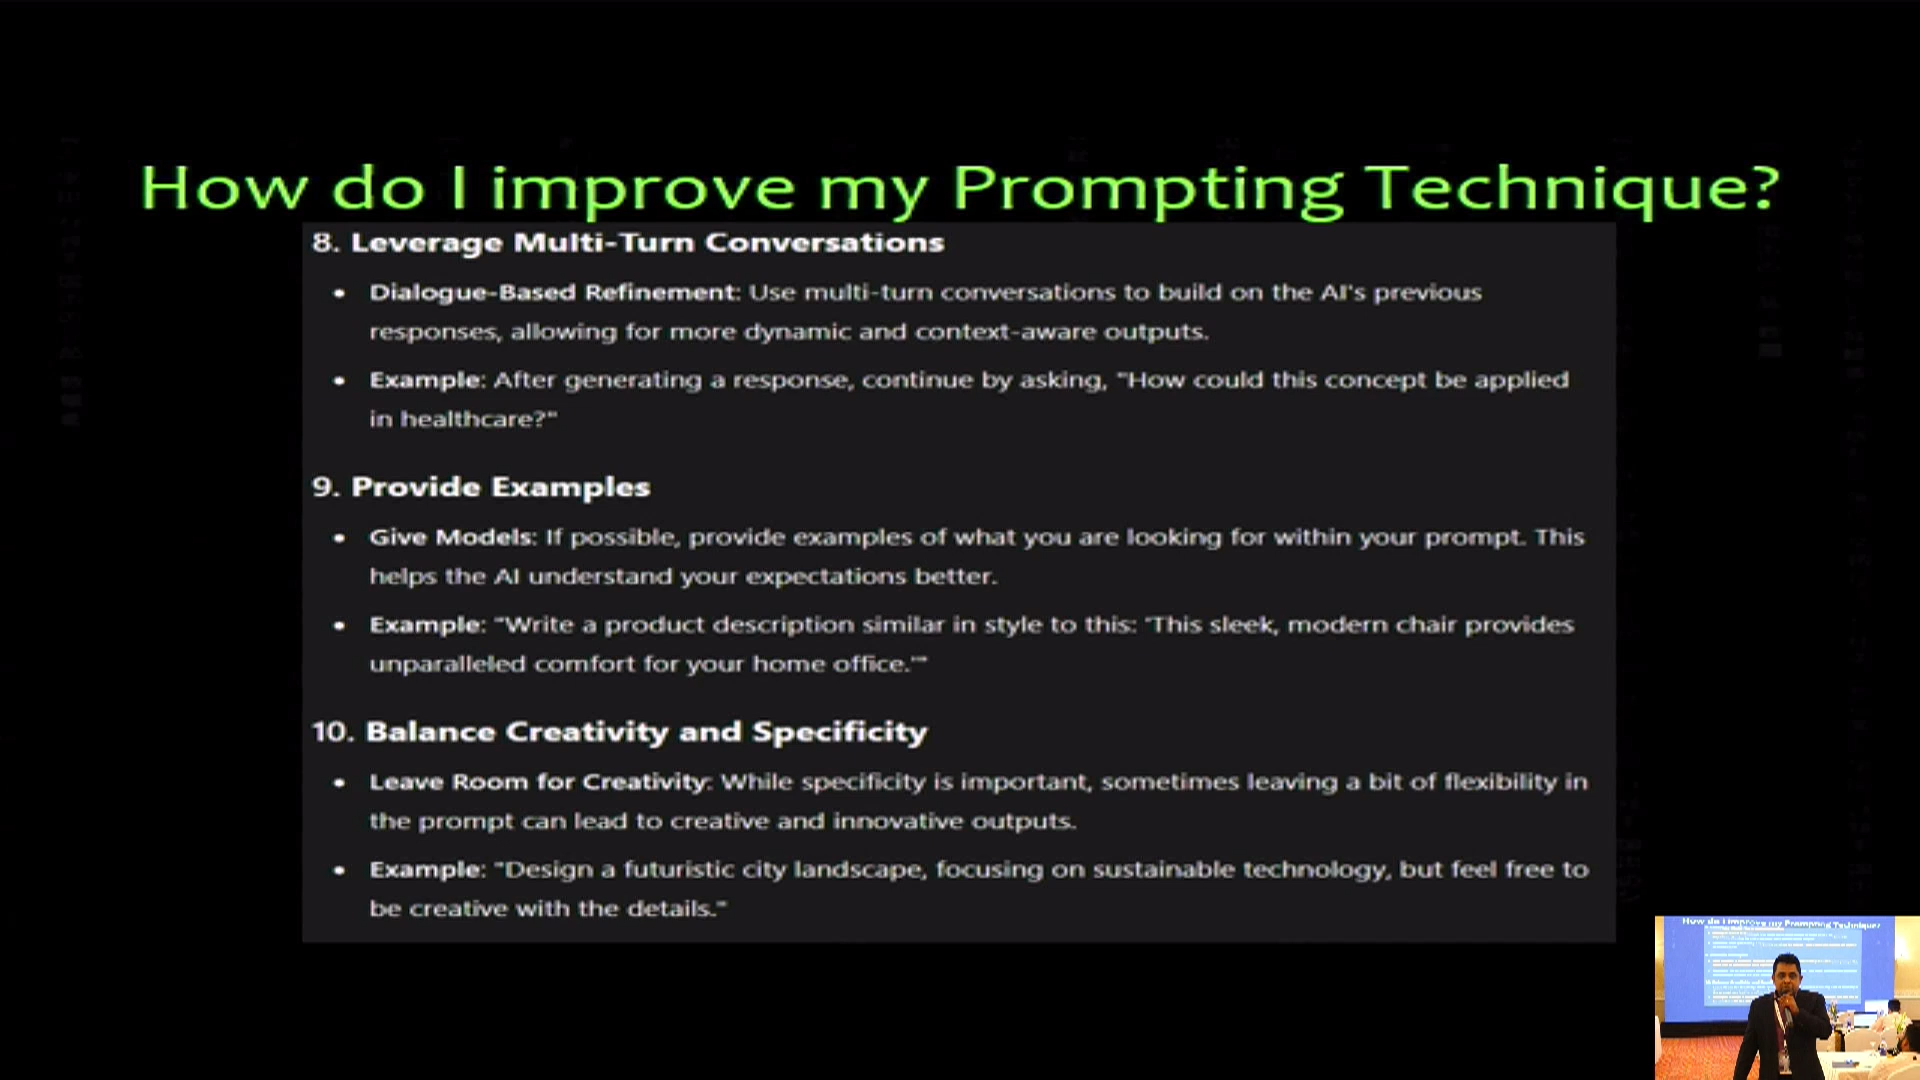 How do I improve my Prompting Technique?
8. Leverage Multi-Turn Conversations
• Dialogue-Based Refinement: Use multi-turn conversations to build on the AI's previous
responses, allowing for more dynamic and context-aware outputs.
• Example: After generating a response, continue by asking, "How could this concept be applied
in healthcare?"
9. Provide Examples
• Give Models: If possible, provide examples of what you are looking for within your prompt. This
helps the AI understand your expectations better.
• Example: "Write a product description similar in style to this: 'This sleek, modern chair provides
unparalleled comfort for your home office.'"
10. Balance Creativity and Specificity
• Leave Room for Creativity: While specificity is important, sometimes leaving a bit of flexibility in
the prompt can lead to creative and innovative outputs.
• Example: "Design a futuristic city landscape, focusing on sustainable technology, but feel free to
be creative with the details."
How do I improve my Prompting Technique?